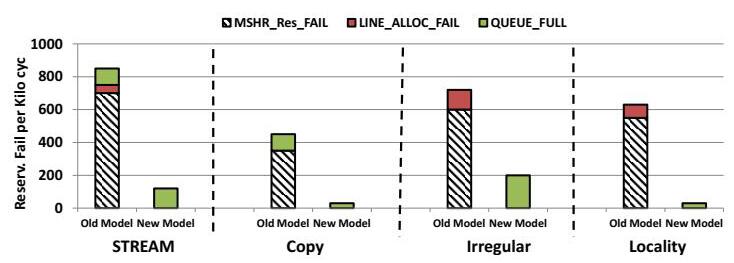 MSHR_Res_FAIL LINE_ALLOC_FAIL QUEUE_FULL
Reserv. Fail per Kilo cyc
1000
800
600
400
200
0
Old Model New Model Old Model New Model Old Model New Model Old Model New Model
STREAM Copy Irregular Locality